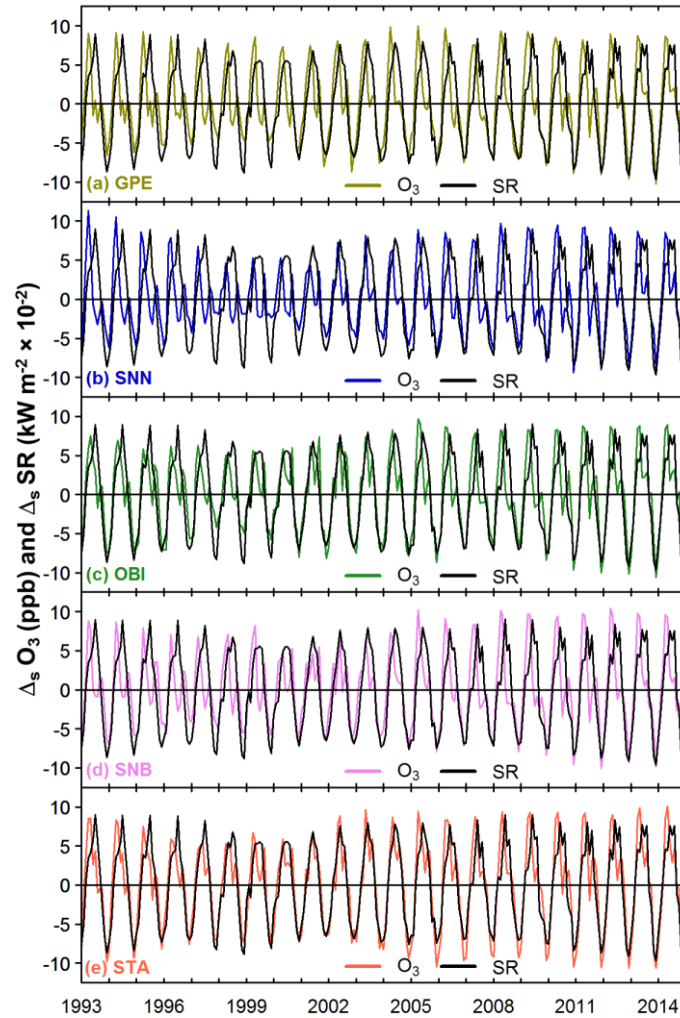 Δₛ O₃ (ppb) and Δₛ SR (kW m⁻² × 10⁻²)
10
5
0
-5
-10
(a) GPE
O₃
SR
10
5
0
-5
-10
(b) SNN
O₃
SR
10
5
0
-5
-10
(c) OBI
O₃
SR
10
5
0
-5
-10
(d) SNB
O₃
SR
10
5
0
-5
-10
(e) STA
O₃
SR
1993 1996 1999 2002 2005 2008 2011 2014